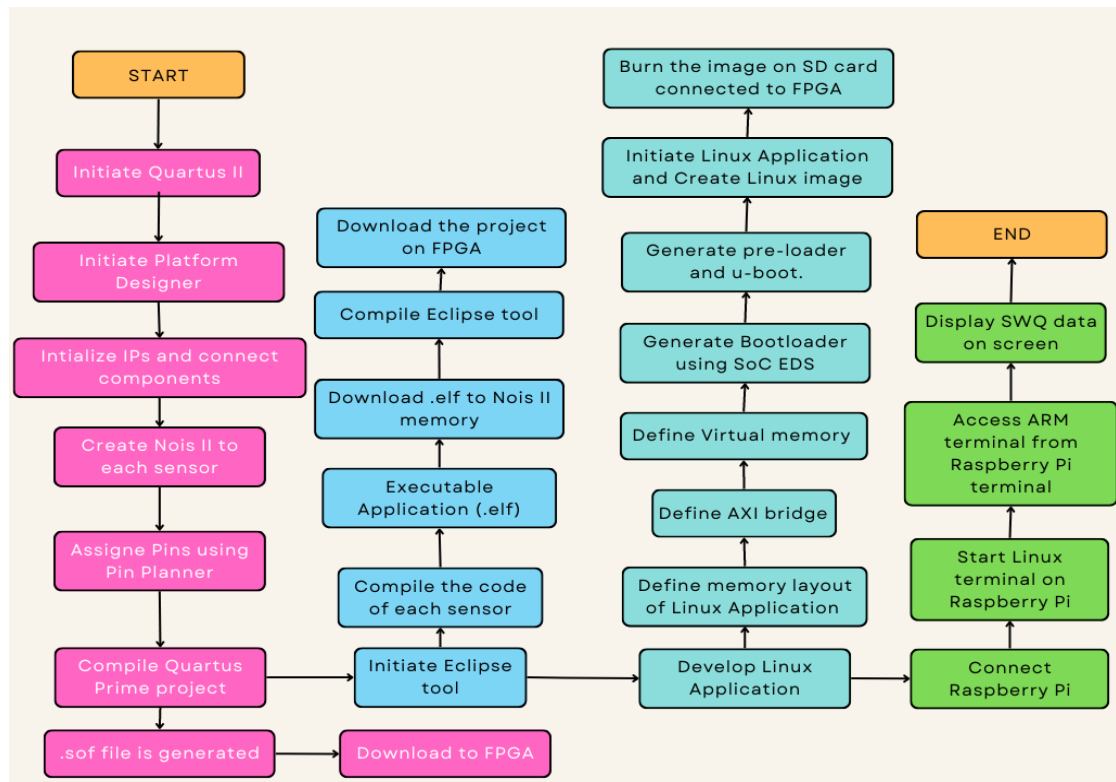 START
Initiate Quartus II
Initiate Platform
Designer
Intialize IPs and connect
components
Create Nois II to
each sensor
Assigne Pins using
Pin Planner
Compile Quartus
Prime project
.sof file is generated
Download to FPGA
Download the project
on FPGA
Compile Eclipse tool
Download .elf to Nois II
memory
Executable
Application (.elf)
Compile the code
of each sensor
Initiate Eclipse
tool
Burn the image on SD card
connected to FPGA
Initiate Linux Application
and Create Linux image
Generate pre-loader
and u-boot.
Generate Bootloader
using SoC EDS
Define Virtual memory
Define AXI bridge
Define memory layout
of Linux Application
Develop Linux
Application
END
Display SWQ data
on screen
Access ARM
terminal from
Raspberry Pi
terminal
Start Linux
terminal on
Raspberry Pi
Connect
Raspberry Pi